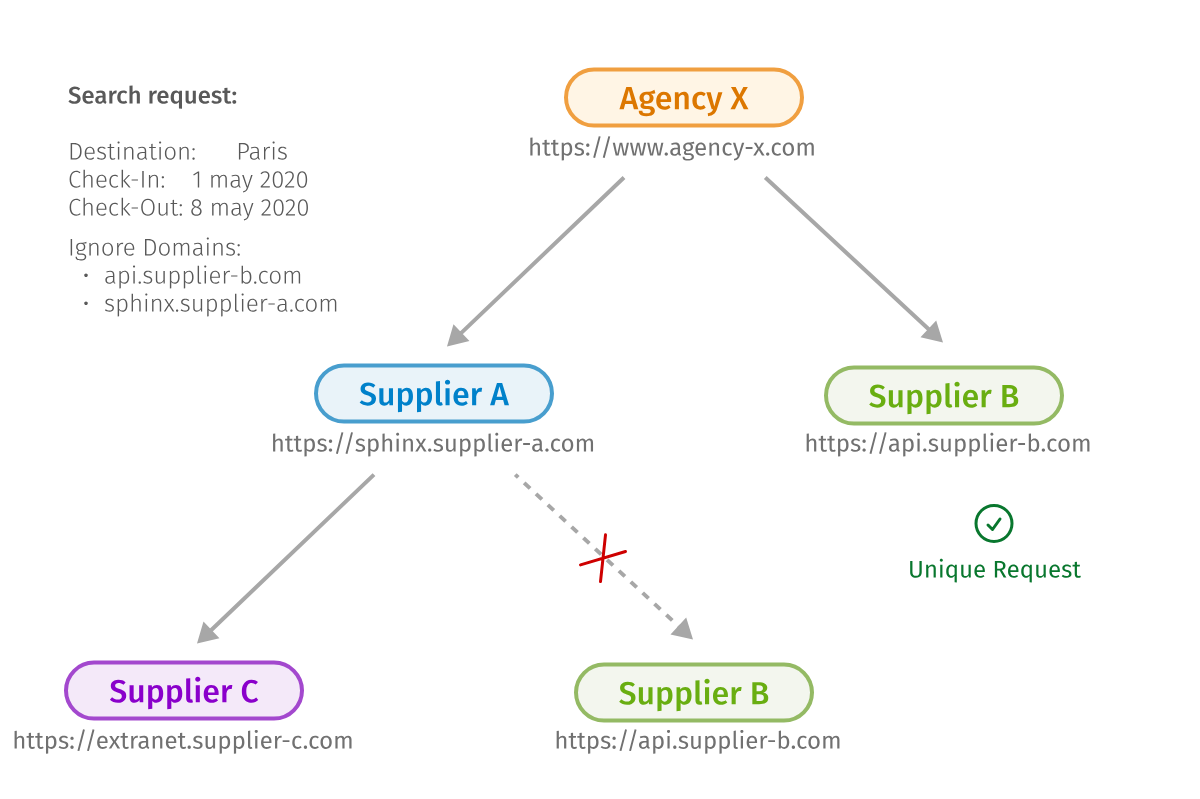 Search request:
Destination: Paris
Check-In: 1 may 2020
Check-Out: 8 may 2020
Ignore Domains:
· api.supplier-b.com
· sphinx.supplier-a.com
Agency X
https://www.agency-x.com
Supplier A
https://sphinx.supplier-a.com
Supplier B
https://api.supplier-b.com
Unique Request
Supplier C
https://extranet.supplier-c.com
Supplier B
https://api.supplier-b.com